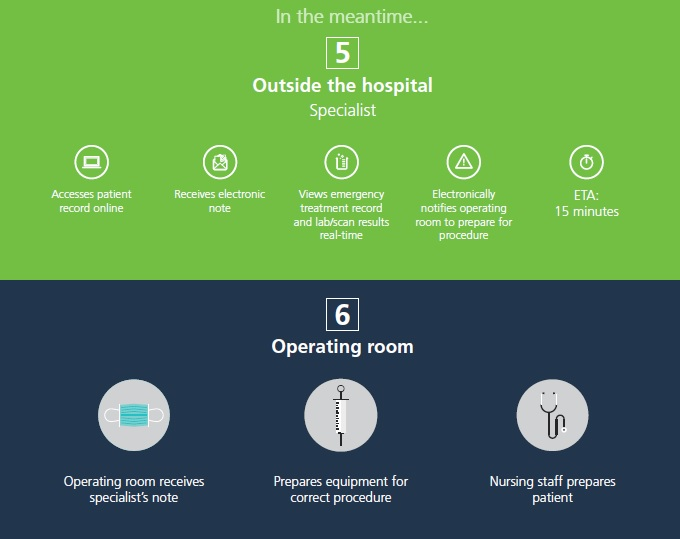 In the meantime...
5
Outside the hospital
Specialist
Accesses patient
record online
Receives electronic
note
Views emergency
treatment record
and lab/scan results
real-time
Electronically
notifies operating
room to prepare for
procedure
ETA:
15 minutes
6
Operating room
Operating room receives
specialist’s note
Prepares equipment for
correct procedure
Nursing staff prepares
patient